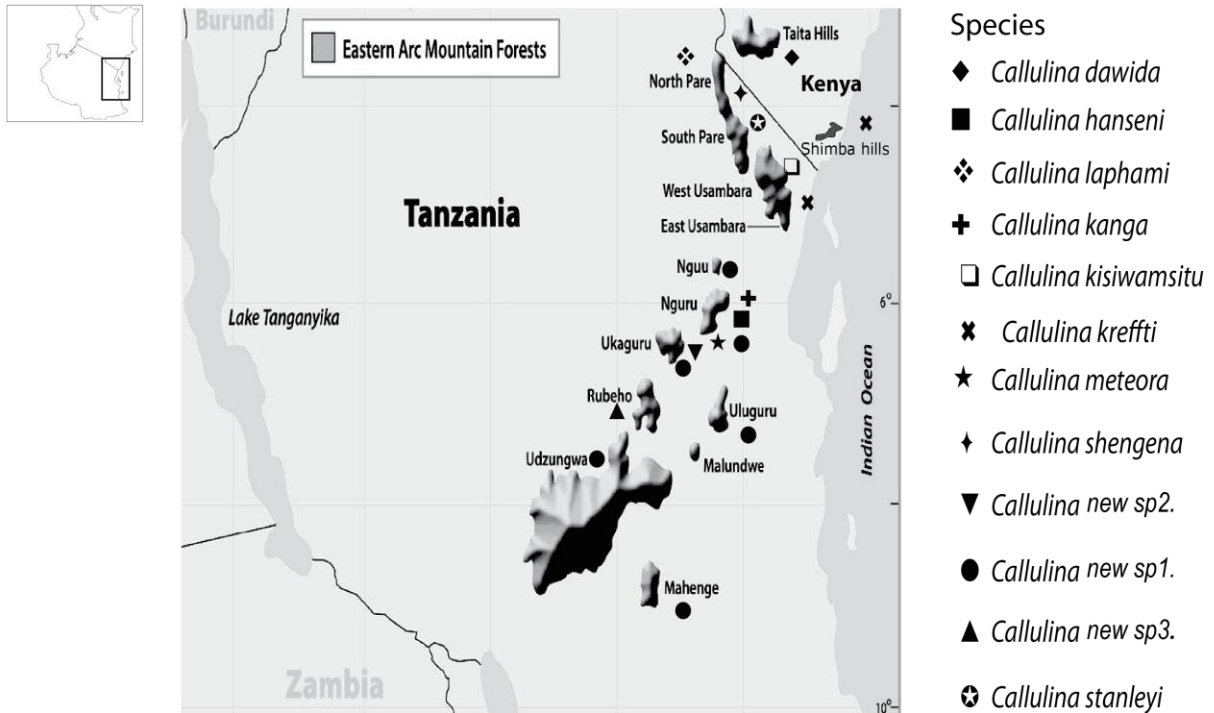 Burundi
Eastern Arc Mountain Forests
Taita Hills
North Pare
Kenya
South Pare
Shimba hills
West Usambara
Tanzania
East Usambara
Nguu
Nguru
6°
Lake Tanganyika
Ukaguru
Indian Ocean
Rubeho
Uluguru
Udzungwa
Malundwe
Mahenge
Zambia
10°
Species
Callulina dawida
Callulina hanseni
Callulina laphami
Callulina kanga
Callulina kisiwamsitu
Callulina kreffti
Callulina meteora
Callulina shengena
Callulina new sp2.
Callulina new sp1.
Callulina new sp3.
Callulina stanleyi